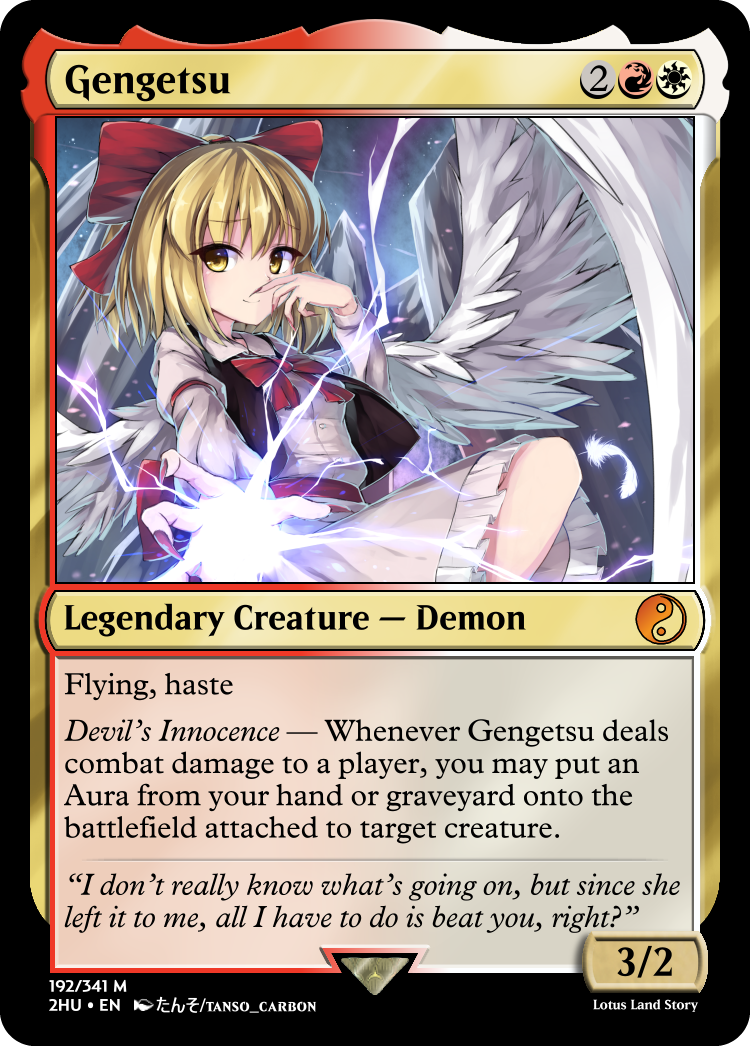 Gengetsu 2
Legendary Creature — Demon
Flying, haste
Devil's Innocence — Whenever Gengetsu deals
combat damage to a player, you may put an
Aura from your hand or graveyard onto the
battlefield attached to target creature.
“I don't really know what's going on, but since she
left it to me, all I have to do is beat you, right?”
3/2
192/341 M
2HU • EN たんそ/TANSO_CARBON
Lotus Land Story